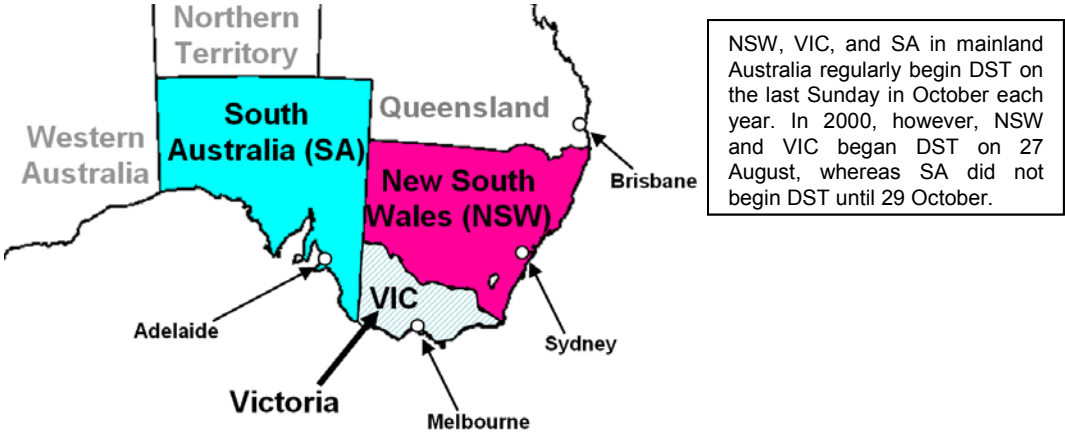 Northern
Territory
South
Australia (SA)
Queensland
Western
Australia
New South
Wales (NSW)
Brisbane
VIC
Adelaide
Sydney
Victoria
Melbourne
NSW, VIC, and SA in mainland
Australia regularly begin DST on
the last Sunday in October each
year. In 2000, however, NSW
and VIC began DST on 27
August, whereas SA did not
begin DST until 29 October.